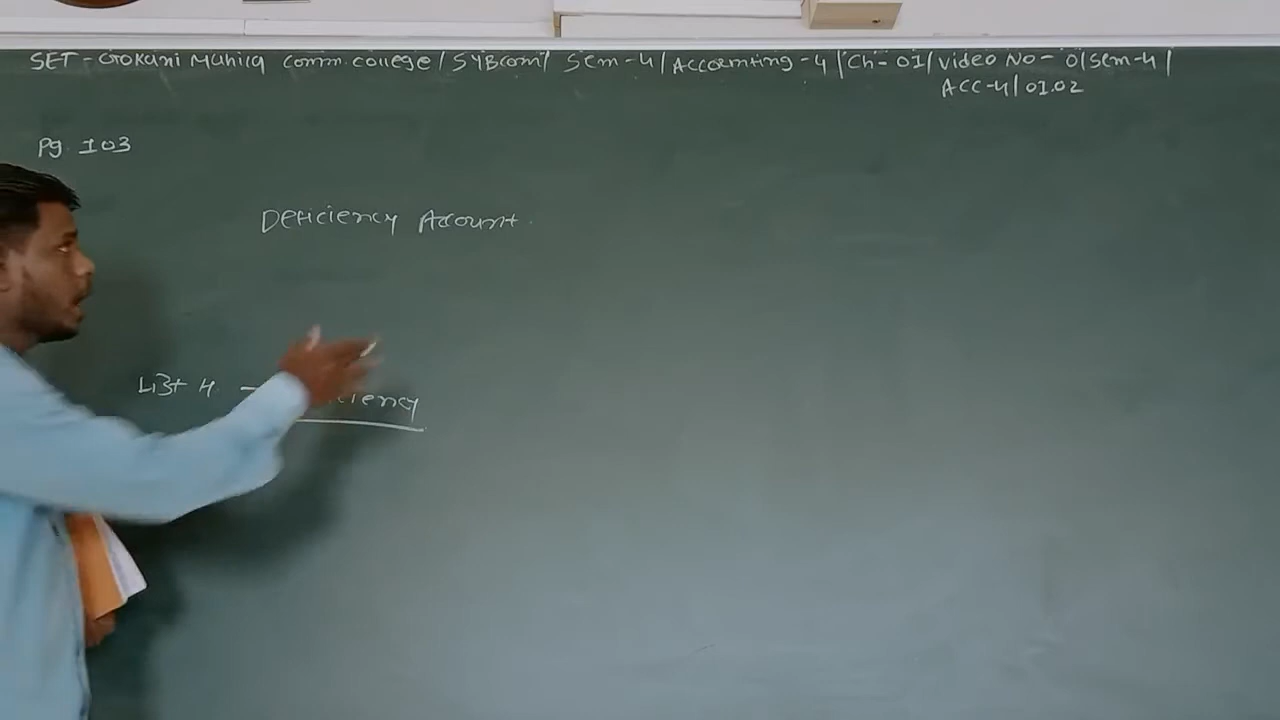 SET - Gokani Mahila Comm. college / SYBcom / Sem - 4 / Accounting - 4 / Ch - 01 / Video No - 01 Sem - 4 /
ACC-4 / 01.02
Pg. 103
Deficiency Account.
List 4 -